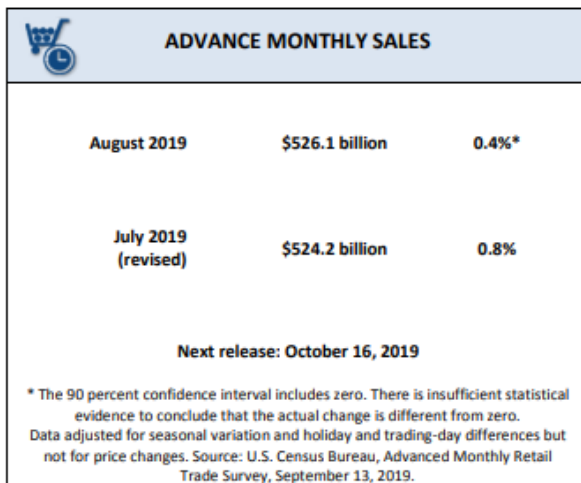 ADVANCE MONTHLY SALES
August 2019 $526.1 billion 0.4%*
July 2019
(revised) $524.2 billion 0.8%
Next release: October 16, 2019
* The 90 percent confidence interval includes zero. There is insufficient statistical
evidence to conclude that the actual change is different from zero.
Data adjusted for seasonal variation and holiday and trading-day differences but
not for price changes. Source: U.S. Census Bureau, Advanced Monthly Retail
Trade Survey, September 13, 2019.